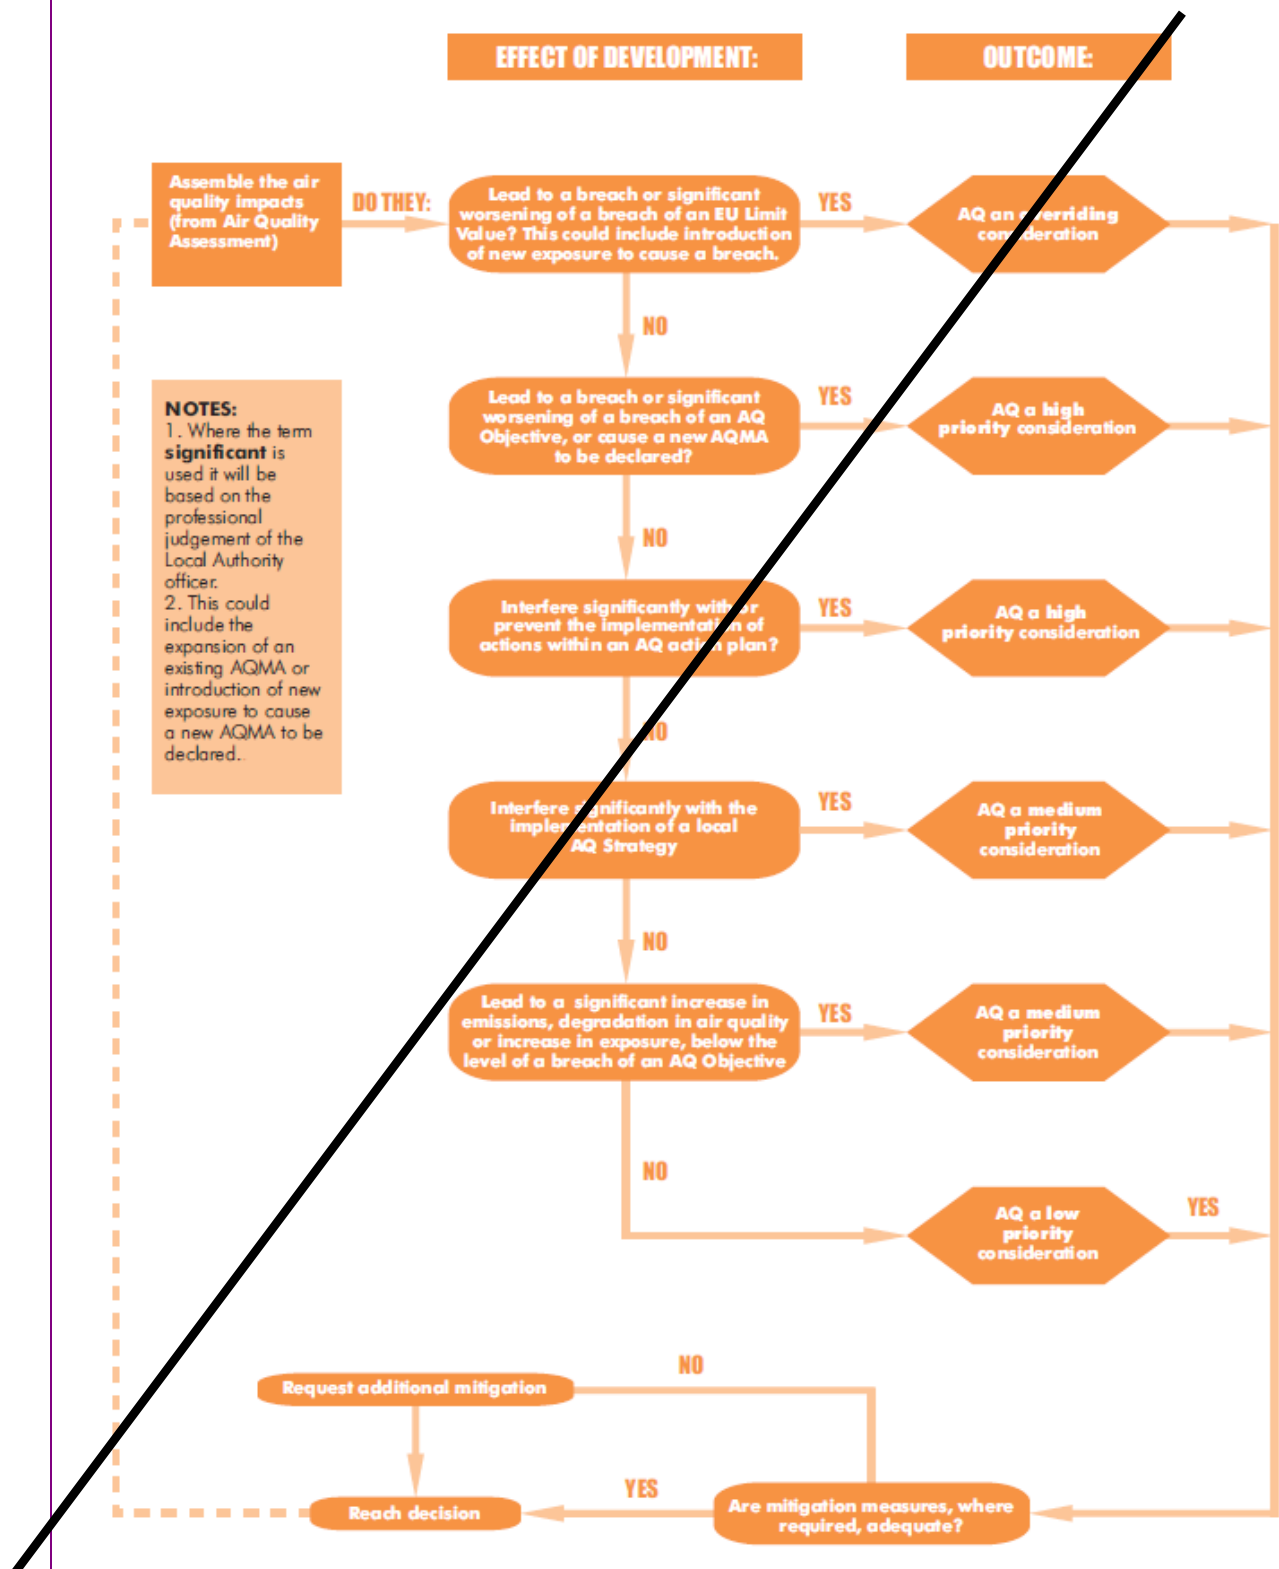 EFFECT OF DEVELOPMENT:
OUTCOME:
Assemble the air
quality impacts
(from Air Quality
Assessment)
DO THEY:
Lead to a breach or significant
worsening of a breach of an EU Limit
Value? This could include introduction
of new exposure to cause a breach.
YES
AQ an overriding
consideration
NO
Lead to a breach or significant
worsening of a breach of an AQ
Objective, or cause a new AQMA
to be declared?
YES
AQ a high
priority consideration
NO
Interfere significantly with or
prevent the implementation of
actions within an AQ action plan?
YES
AQ a high
priority consideration
NO
Interfere significantly with the
implementation of a local
AQ Strategy
YES
AQ a medium
priority
consideration
NO
Lead to a significant increase in
emissions, degradation in air quality
or increase in exposure, below the
level of a breach of an AQ Objective
YES
AQ a medium
priority
consideration
NO
AQ a low
priority
consideration
YES
NOTES:
1. Where the term
significant is
used it will be
based on the
professional
judgement of the
Local Authority
officer.
2. This could
include the
expansion of an
existing AQMA or
introduction of new
exposure to cause
a new AQMA to be
declared.
NO
Request additional mitigation
YES
Reach decision
Are mitigation measures, where
required, adequate?